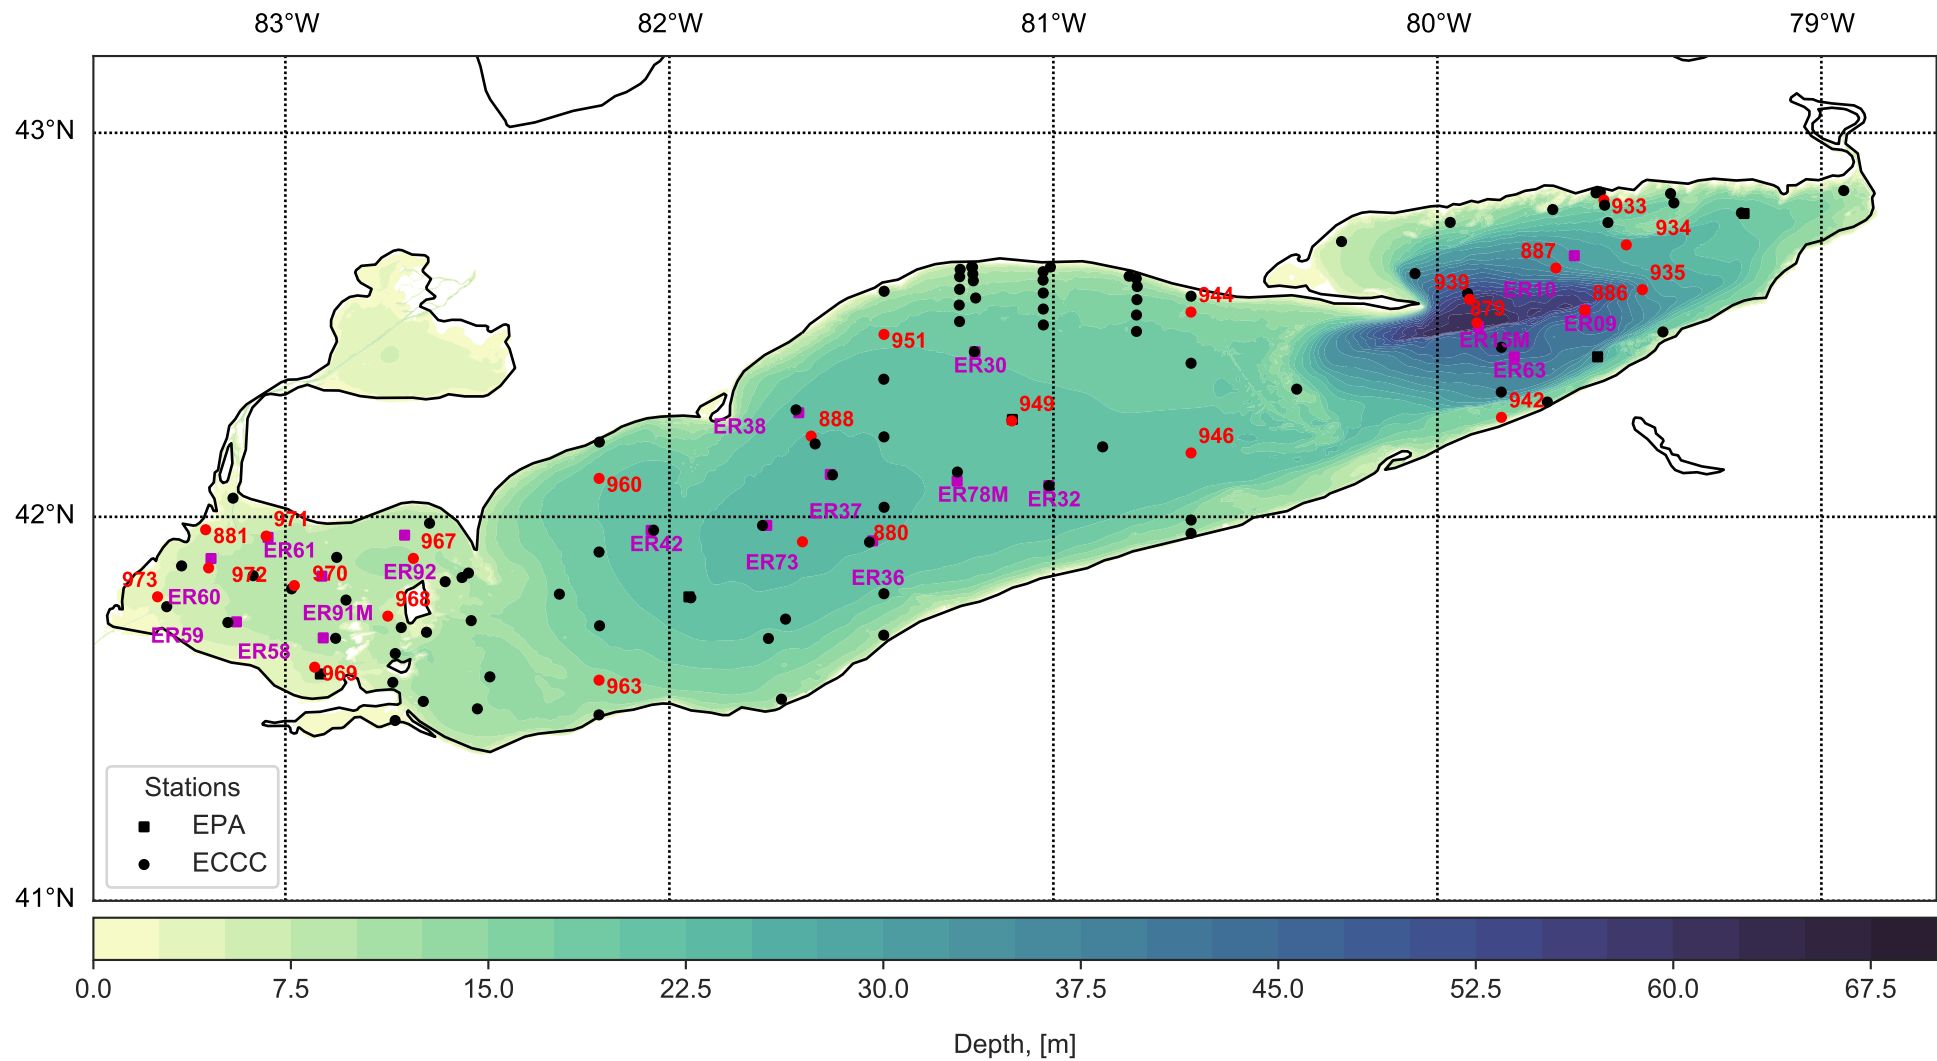 83°W 82°W 81°W 80°W 79°W
43°N
933
934
887
935
939
ER10
886
944
879
ER09
951
ER15M
ER30
ER63
949
942
888
ER38
946
960
ER78M
ER32
42°N
ER37
971
881
880
967
ER42
ER61
ER73
ER92
972
970
973
ER36
ER60
968
ER91M
ER59
ER58
969
963
Stations
EPA
ECCC
41°N
0.0 7.5 15.0 22.5 30.0 37.5 45.0 52.5 60.0 67.5
Depth, [m]